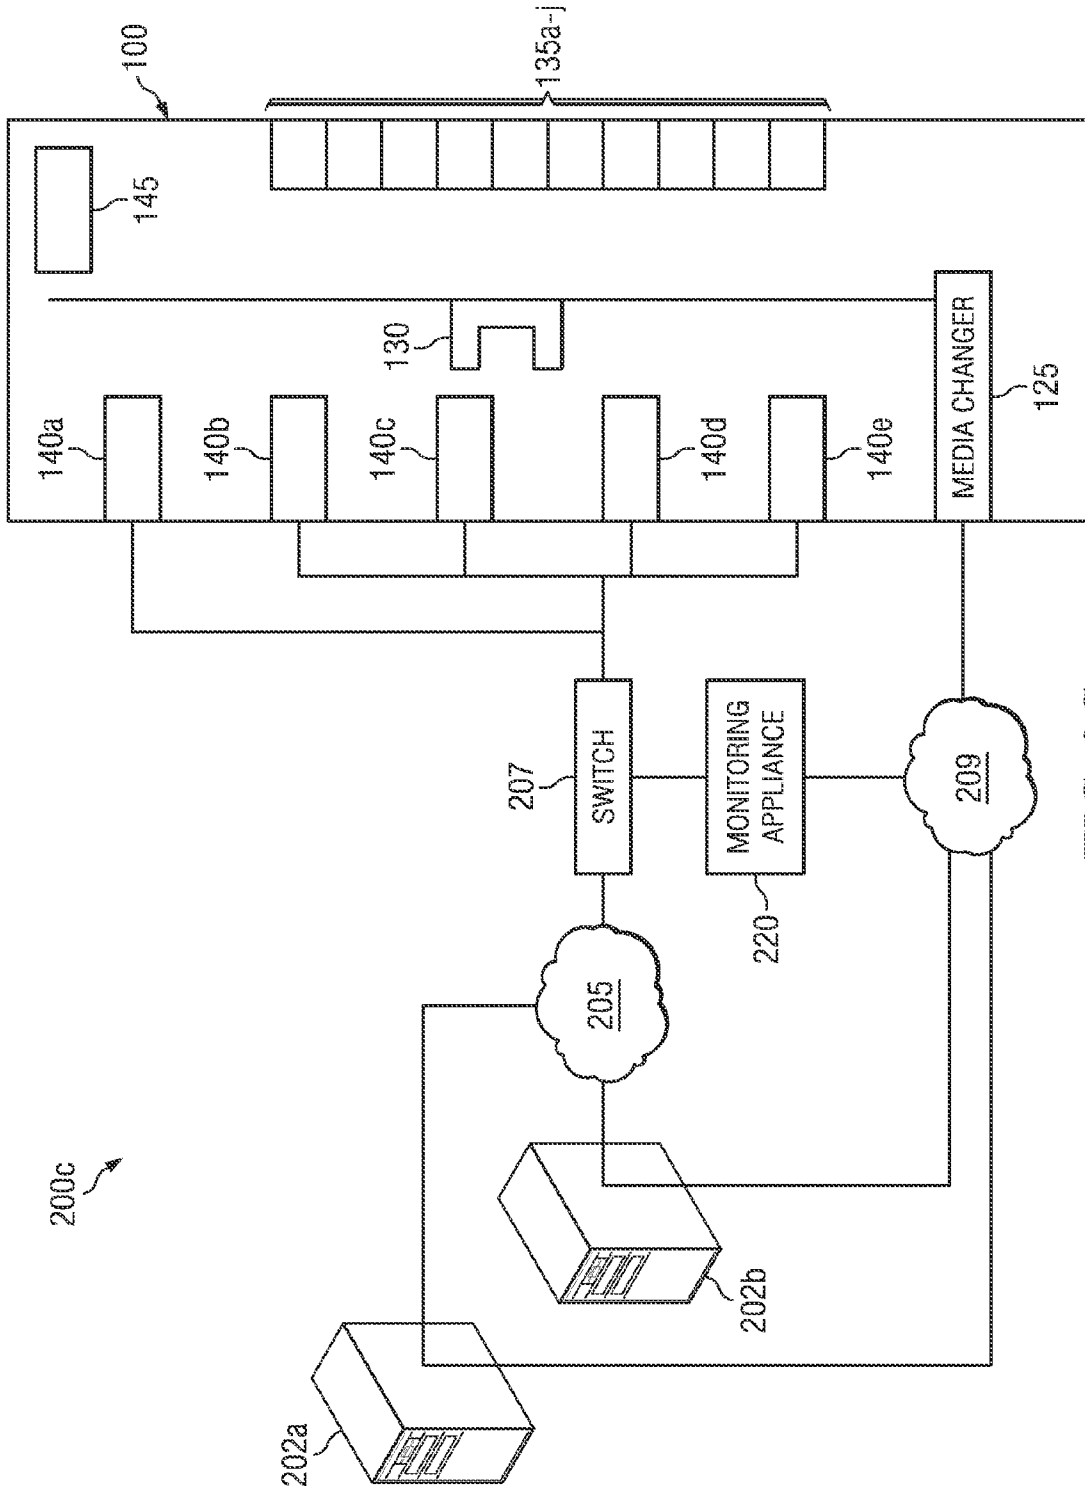 200c
202a
202b
205
207
SWITCH
220
MONITORING
APPLIANCE
209
100
140a
140b
140c
140d
140e
130
145
135a-j
MEDIA CHANGER
125